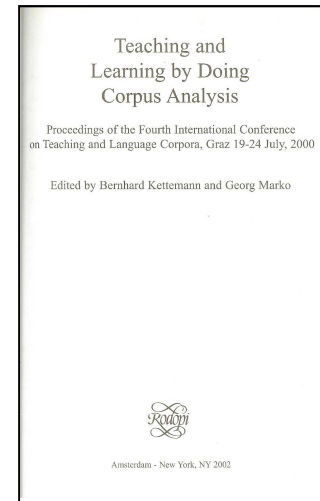 Teaching and
Learning by Doing
Corpus Analysis
Proceedings of the Fourth International Conference
on Teaching and Language Corpora, Graz 19-24 July, 2000
Edited by Bernhard Kettemann and Georg Marko
Rodopi
Amsterdam - New York, NY 2002